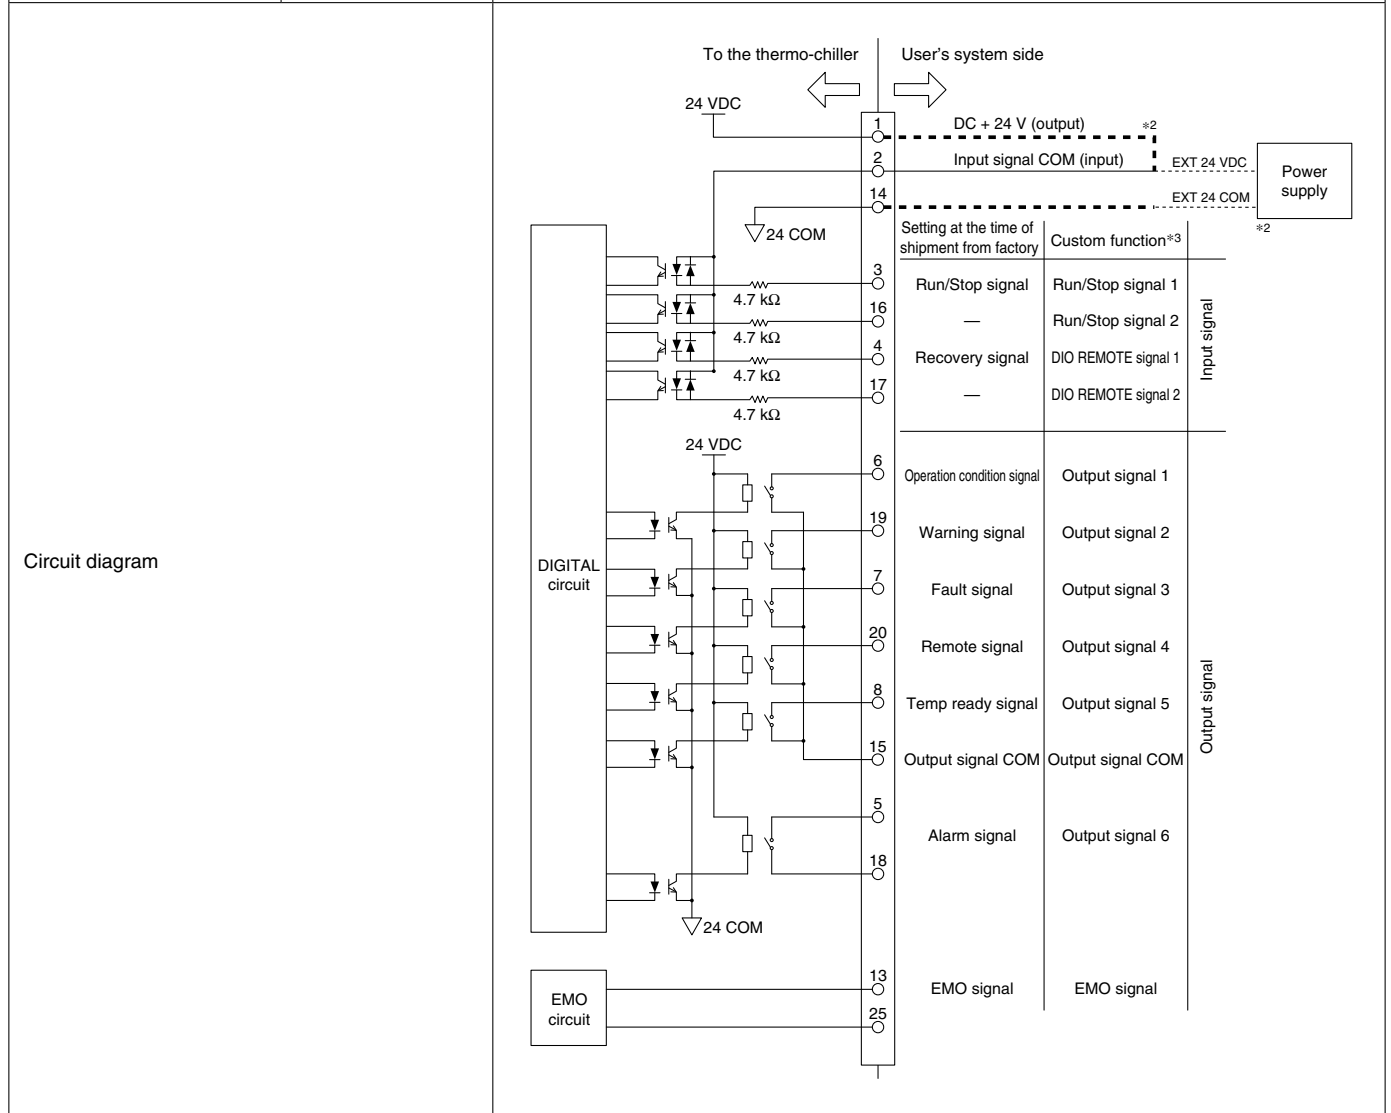 To the thermo-chiller
User's system side
24 VDC
1
DC + 24 V (output)
*2
2
Input signal COM (input)
EXT 24 VDC
Power
supply
14
EXT 24 COM
*2
24 COM
Setting at the time of
shipment from factory
Custom function*3
3
4.7 kΩ
Run/Stop signal
Run/Stop signal 1
16
4.7 kΩ
—
Run/Stop signal 2
4
4.7 kΩ
Recovery signal
DIO REMOTE signal 1
17
4.7 kΩ
—
DIO REMOTE signal 2
Input signal
24 VDC
6
Operation condition signal
Output signal 1
19
Warning signal
Output signal 2
Circuit diagram
DIGITAL
circuit
7
Fault signal
Output signal 3
20
Remote signal
Output signal 4
8
Temp ready signal
Output signal 5
15
Output signal COM
Output signal COM
Output signal
5
Alarm signal
Output signal 6
18
24 COM
EMO
circuit
13
EMO signal
EMO signal
25